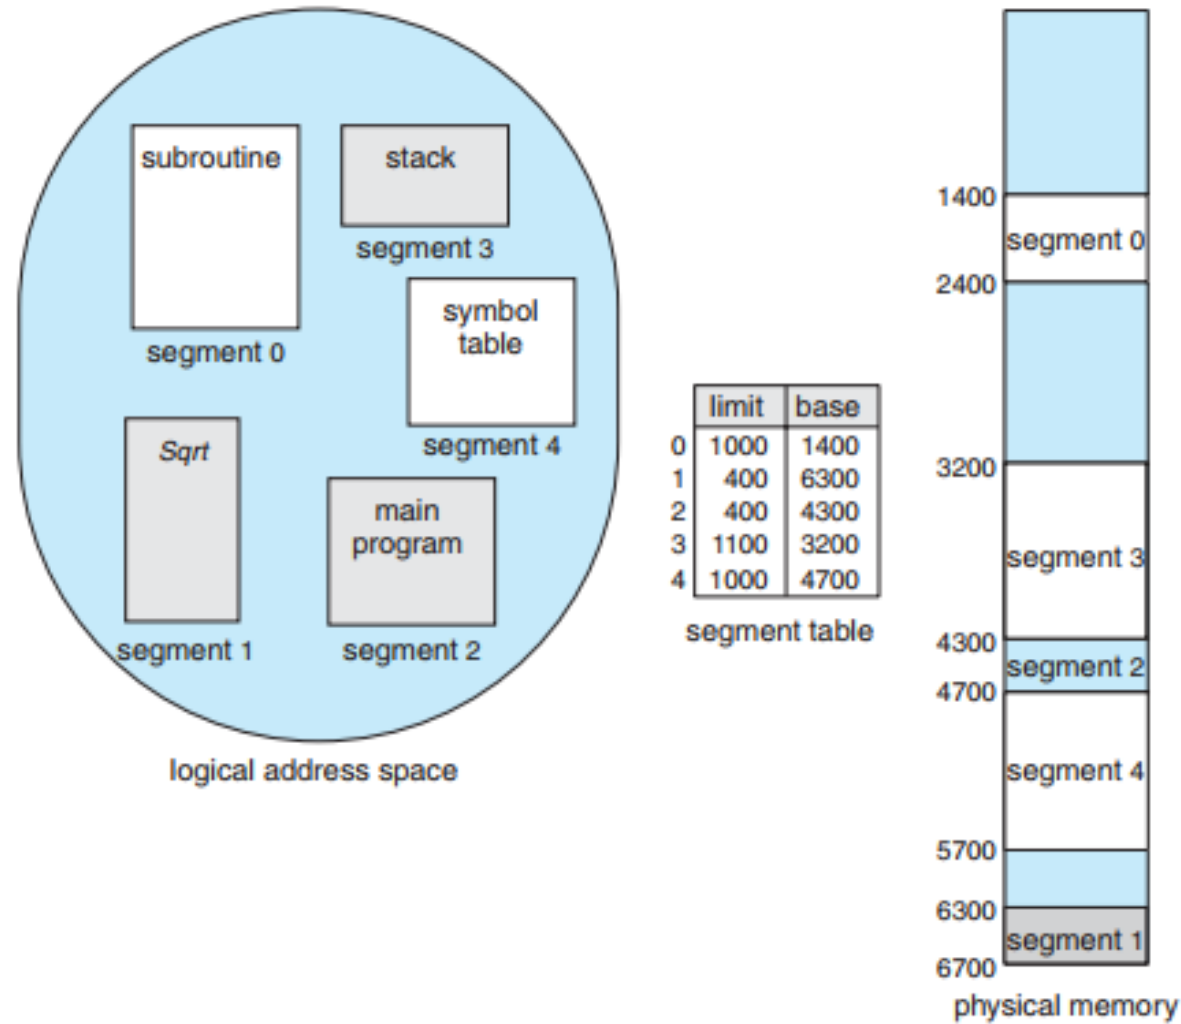 subroutine
segment 0
stack
segment 3
symbol
table
segment 4
Sqrt
segment 1
main
program
segment 2
logical address space
limit base
0 1000 1400
1 400 6300
2 400 4300
3 1100 3200
4 1000 4700
segment table
1400
segment 0
2400
3200
segment 3
4300
segment 2
4700
segment 4
5700
6300
segment 1
6700
physical memory